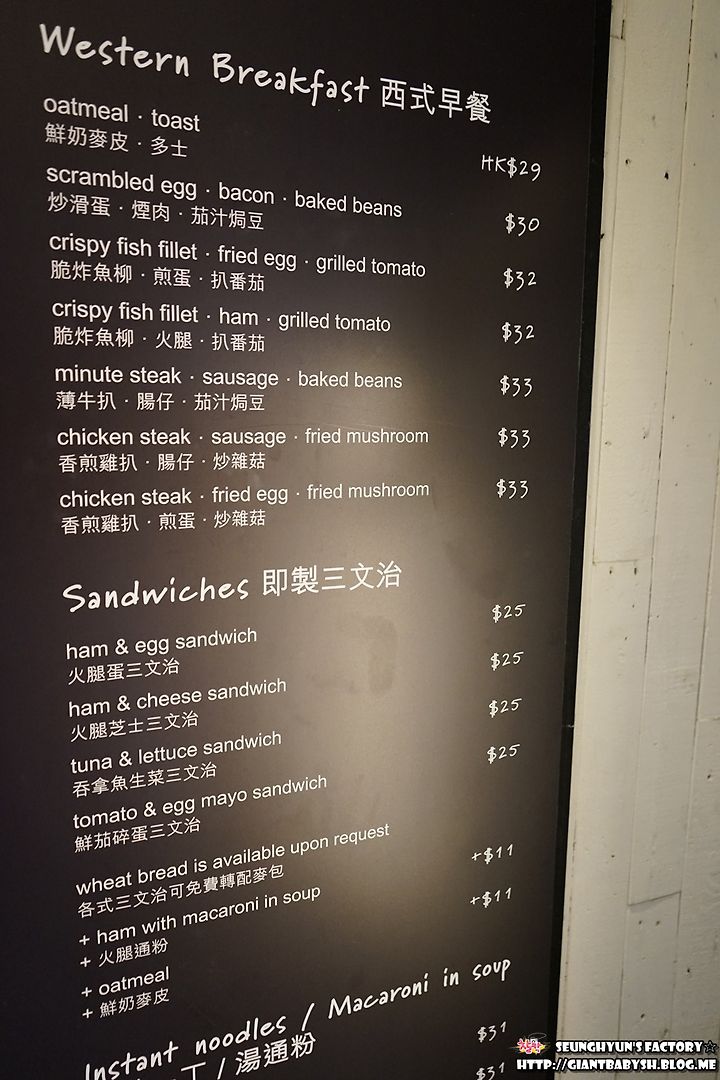 Western Breakfast 西式早餐
oatmeal · toast HK$29
鮮奶麥皮 · 多士
scrambled egg · bacon · baked beans $30
炒滑蛋 · 煙肉 · 茄汁焗豆
crispy fish fillet · fried egg · grilled tomato $32
脆炸魚柳 · 煎蛋 · 扒番茄
crispy fish fillet · ham · grilled tomato $32
脆炸魚柳 · 火腿 · 扒番茄
minute steak · sausage · baked beans $33
薄牛扒 · 腸仔 · 茄汁焗豆
chicken steak · sausage · fried mushroom $33
香煎雞扒 · 腸仔 · 炒雜菇
chicken steak · fried egg · fried mushroom $33
香煎雞扒 · 煎蛋 · 炒雜菇
Sandwiches 即製三文治
ham & egg sandwich $25
火腿蛋三文治
ham & cheese sandwich $25
火腿芝士三文治
tuna & lettuce sandwich $25
吞拿魚生菜三文治
tomato & egg mayo sandwich $25
鮮茄碎蛋三文治
wheat bread is available upon request
各式三文治可免費轉配麥包
+ ham with macaroni in soup +$11
+ 火腿通粉
+ oatmeal +$11
+ 鮮奶麥皮
Instant noodles / Macaroni in soup
丁 / 湯通粉
$31
$31
SEUNGHYUN'S FACTORY☆
HTTP://GIANTBABYSH.BLOG.ME